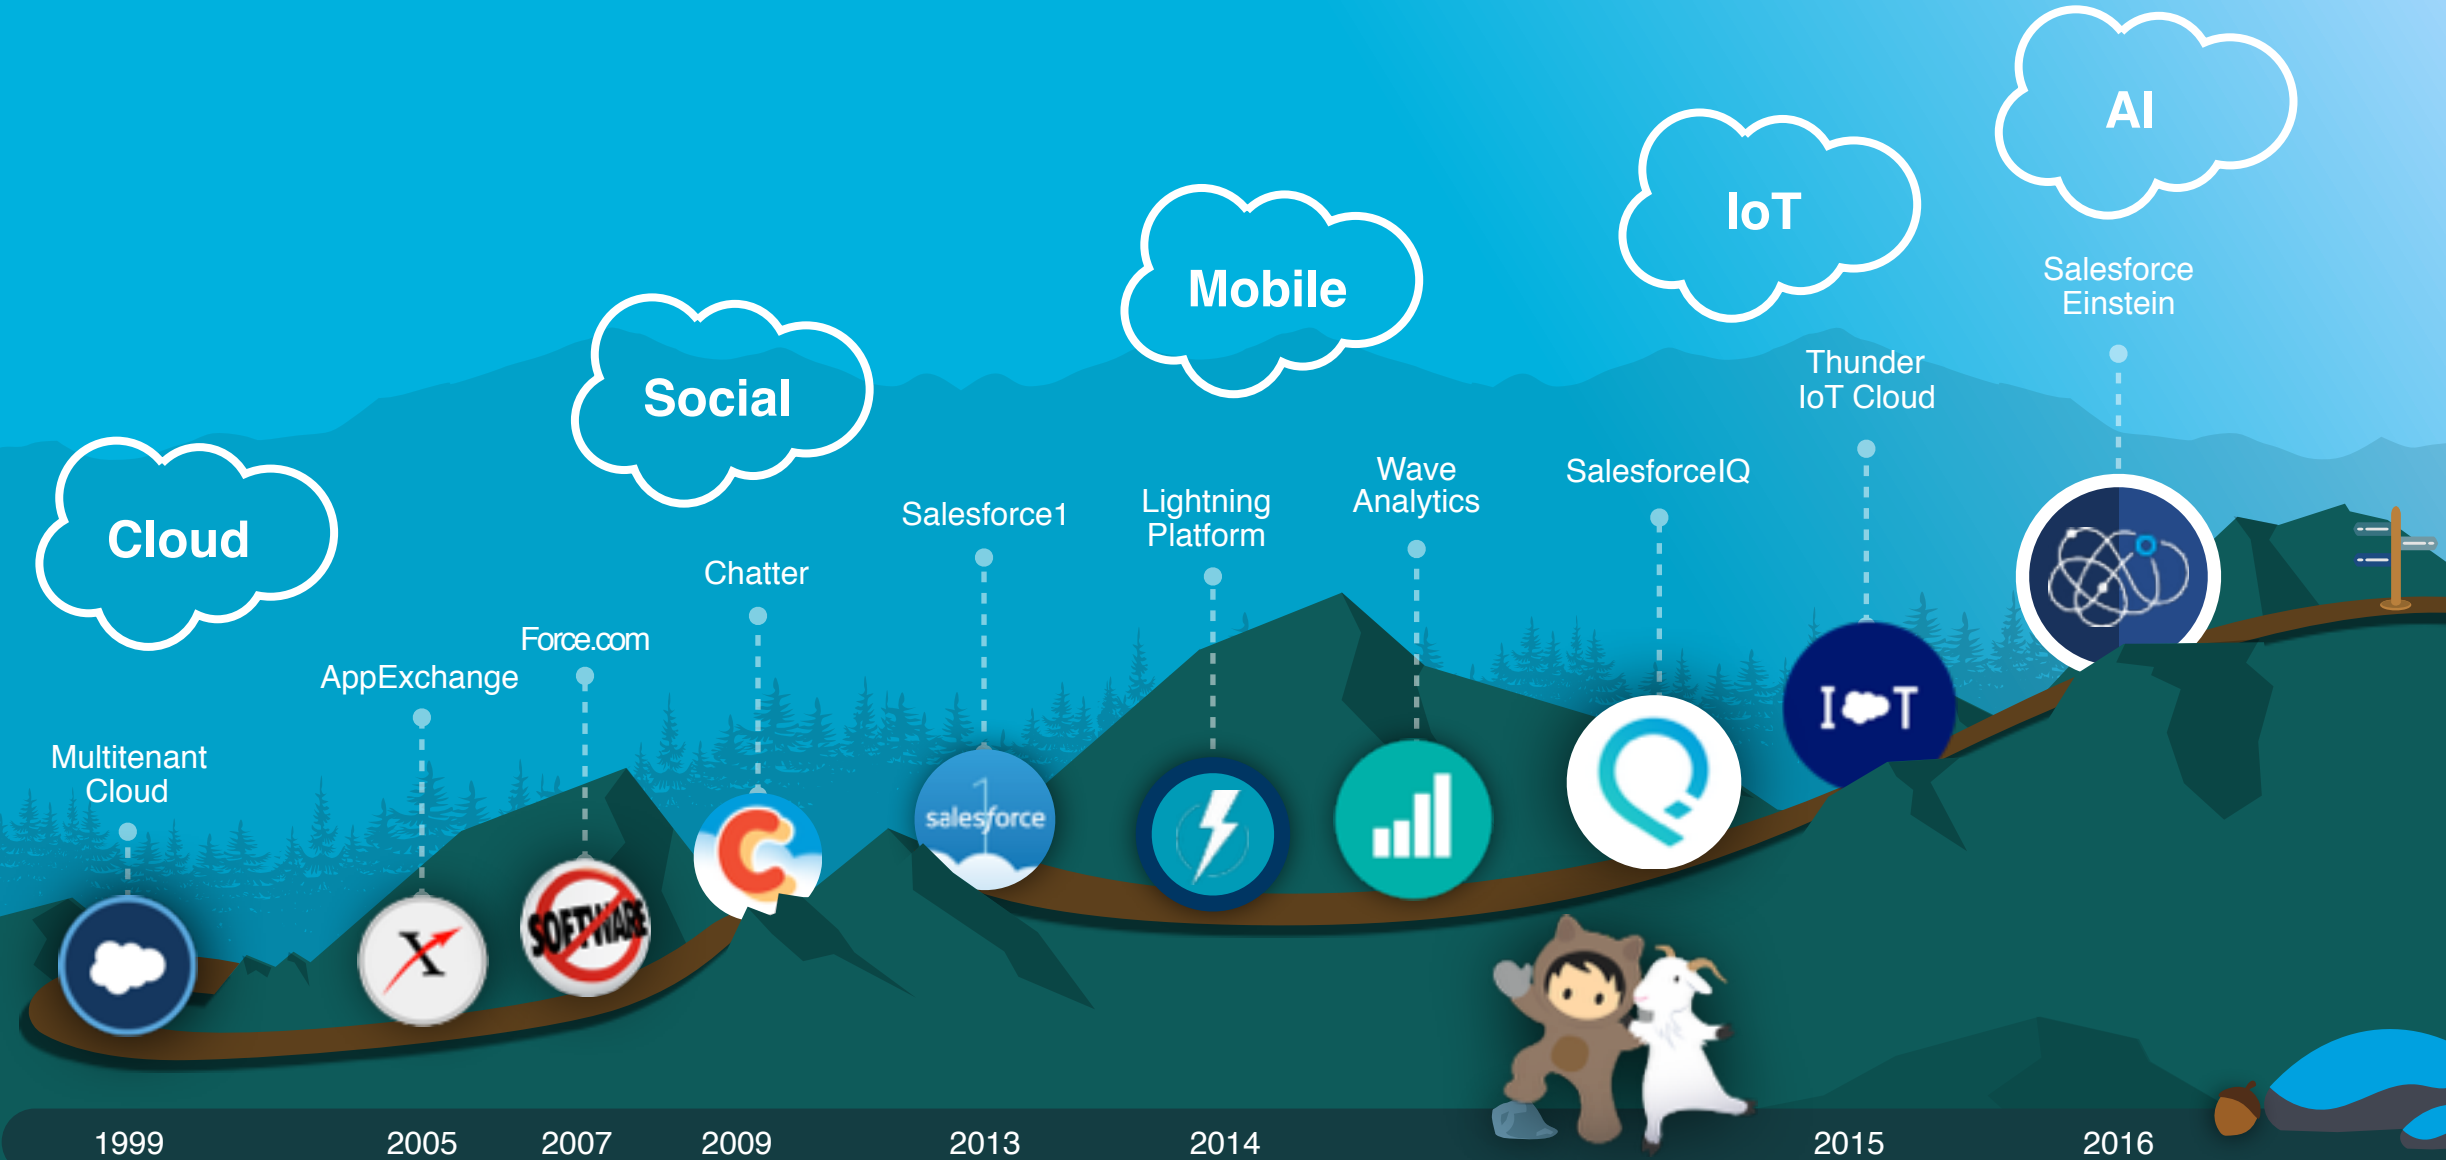 AI
IoT
Mobile
Social
Cloud
Salesforce
Einstein
Thunder
IoT Cloud
SalesforceIQ
Wave
Analytics
Lightning
Platform
Salesforce1
Chatter
Force.com
AppExchange
Multitenant
Cloud
I T
1
salesforce
C
SOFTWARE
X
1999
2005
2007
2009
2013
2014
2015
2016